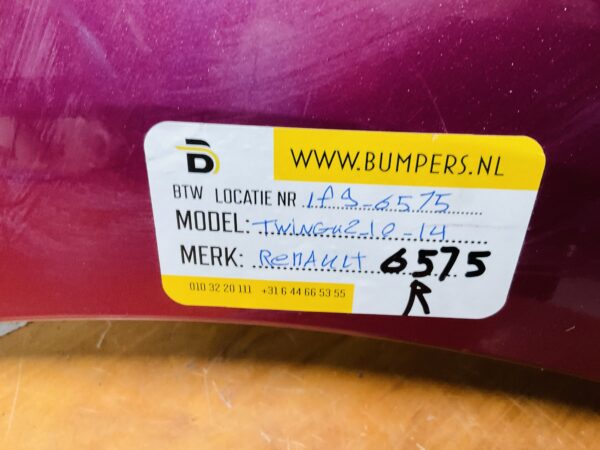 WWW.BUMPERS.NL
BTW LOCATIE NR 1f9-6575
MODEL: TWINGO2-10-14
MERK: RENAULT 6575
R
010 32 20 111 +31 6 44 66 53 55